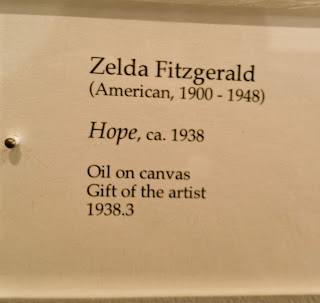 Zelda Fitzgerald
(American, 1900 - 1948)
Hope, ca. 1938
Oil on canvas
Gift of the artist
1938.3